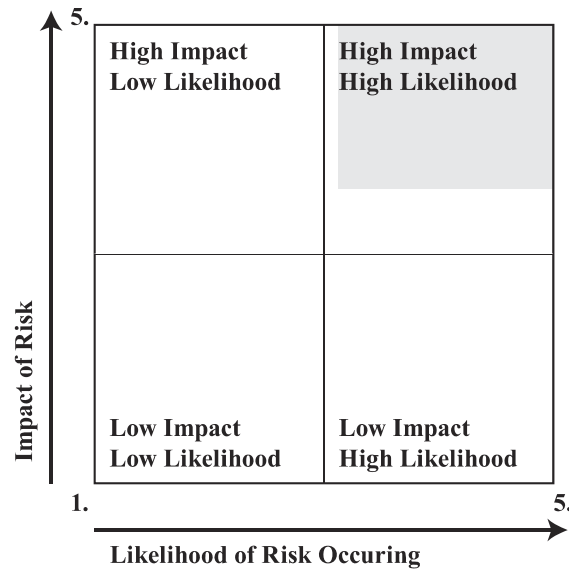 5.
High Impact
Low Likelihood
High Impact
High Likelihood
Impact of Risk
Low Impact
Low Likelihood
Low Impact
High Likelihood
1.
5.
Likelihood of Risk Occuring